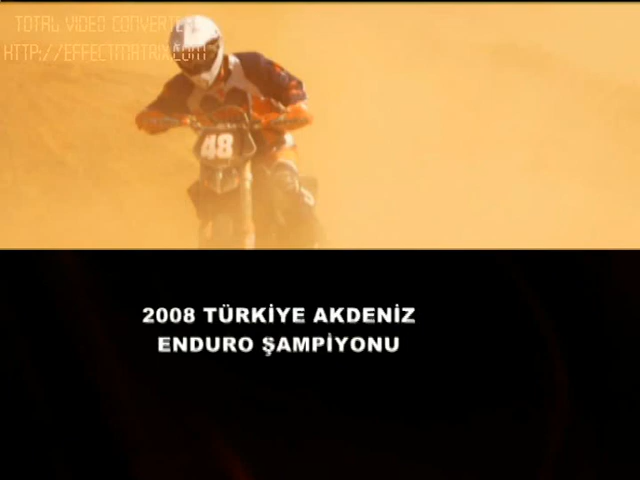 TOTAL VIDEO CONVERTER
HTTP://EFFECTMATRIX.COM
48
2008 TÜRKİYE AKDENİZ
ENDURO ŞAMPİYONU